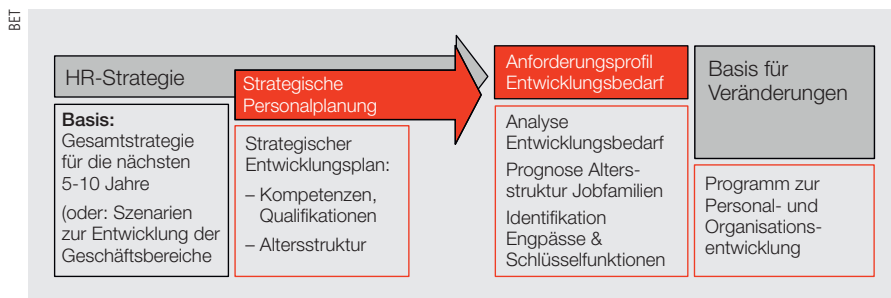 BET
HR-Strategie
Basis:
Gesamtstrategie
für die nächsten
5-10 Jahre
(oder: Szenarien
zur Entwicklung der
Geschäftsbereiche
Strategische
Personalplanung
Strategischer
Entwicklungsplan:
– Kompetenzen,
Qualifikationen
– Altersstruktur
Anforderungsprofil
Entwicklungsbedarf
Analyse
Entwicklungsbedarf
Prognose Alters-
struktur Jobfamilien
Identifikation
Engpässe &
Schlüsselfunktionen
Basis für
Veränderungen
Programm zur
Personal- und
Organisations-
entwicklung